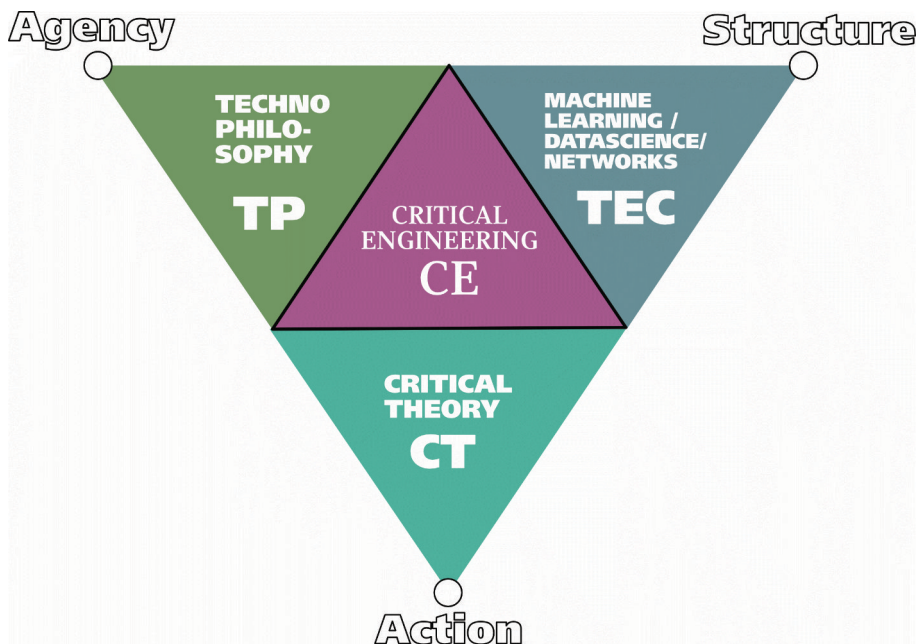 Agency
Structure
TECHNO
PHILO-
SOPHY
TP
MACHINE
LEARNING /
DATASCIENCE/
NETWORKS
TEC
CRITICAL
ENGINEERING
CE
CRITICAL
THEORY
CT
Action